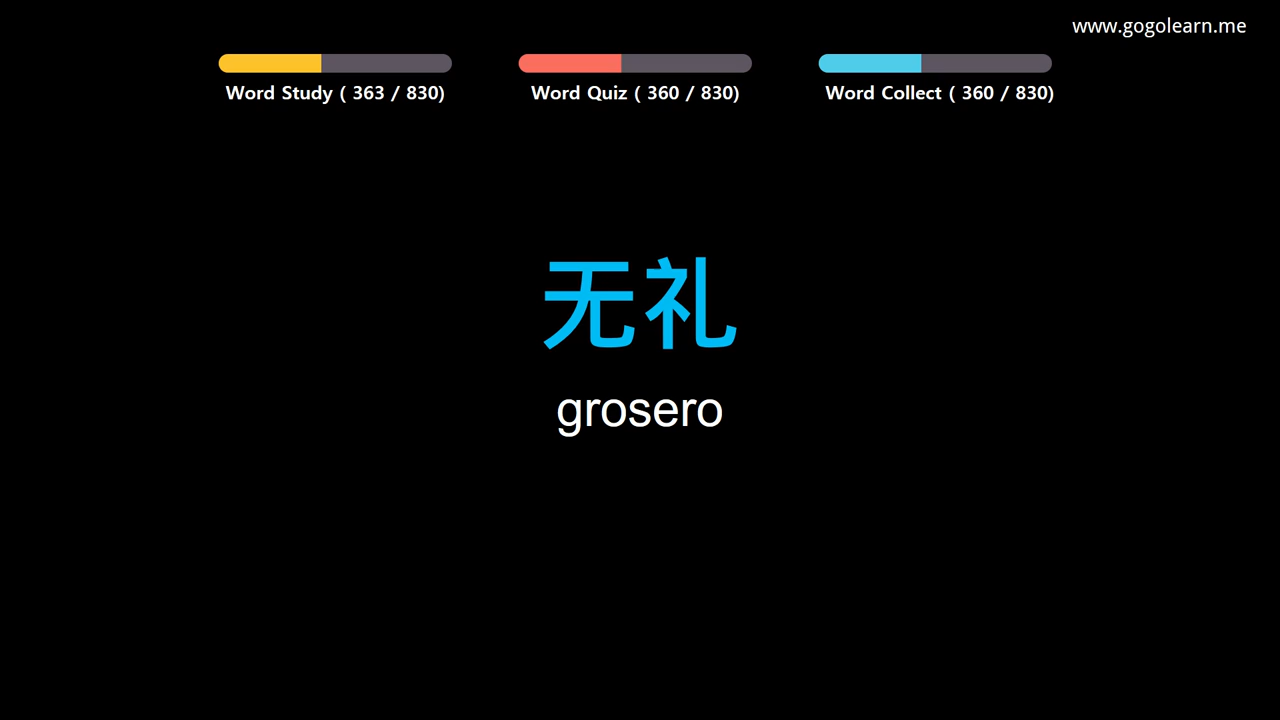 www.gogolearn.me
Word Study ( 363 / 830)
Word Quiz ( 360 / 830)
Word Collect ( 360 / 830)
无礼
grosero